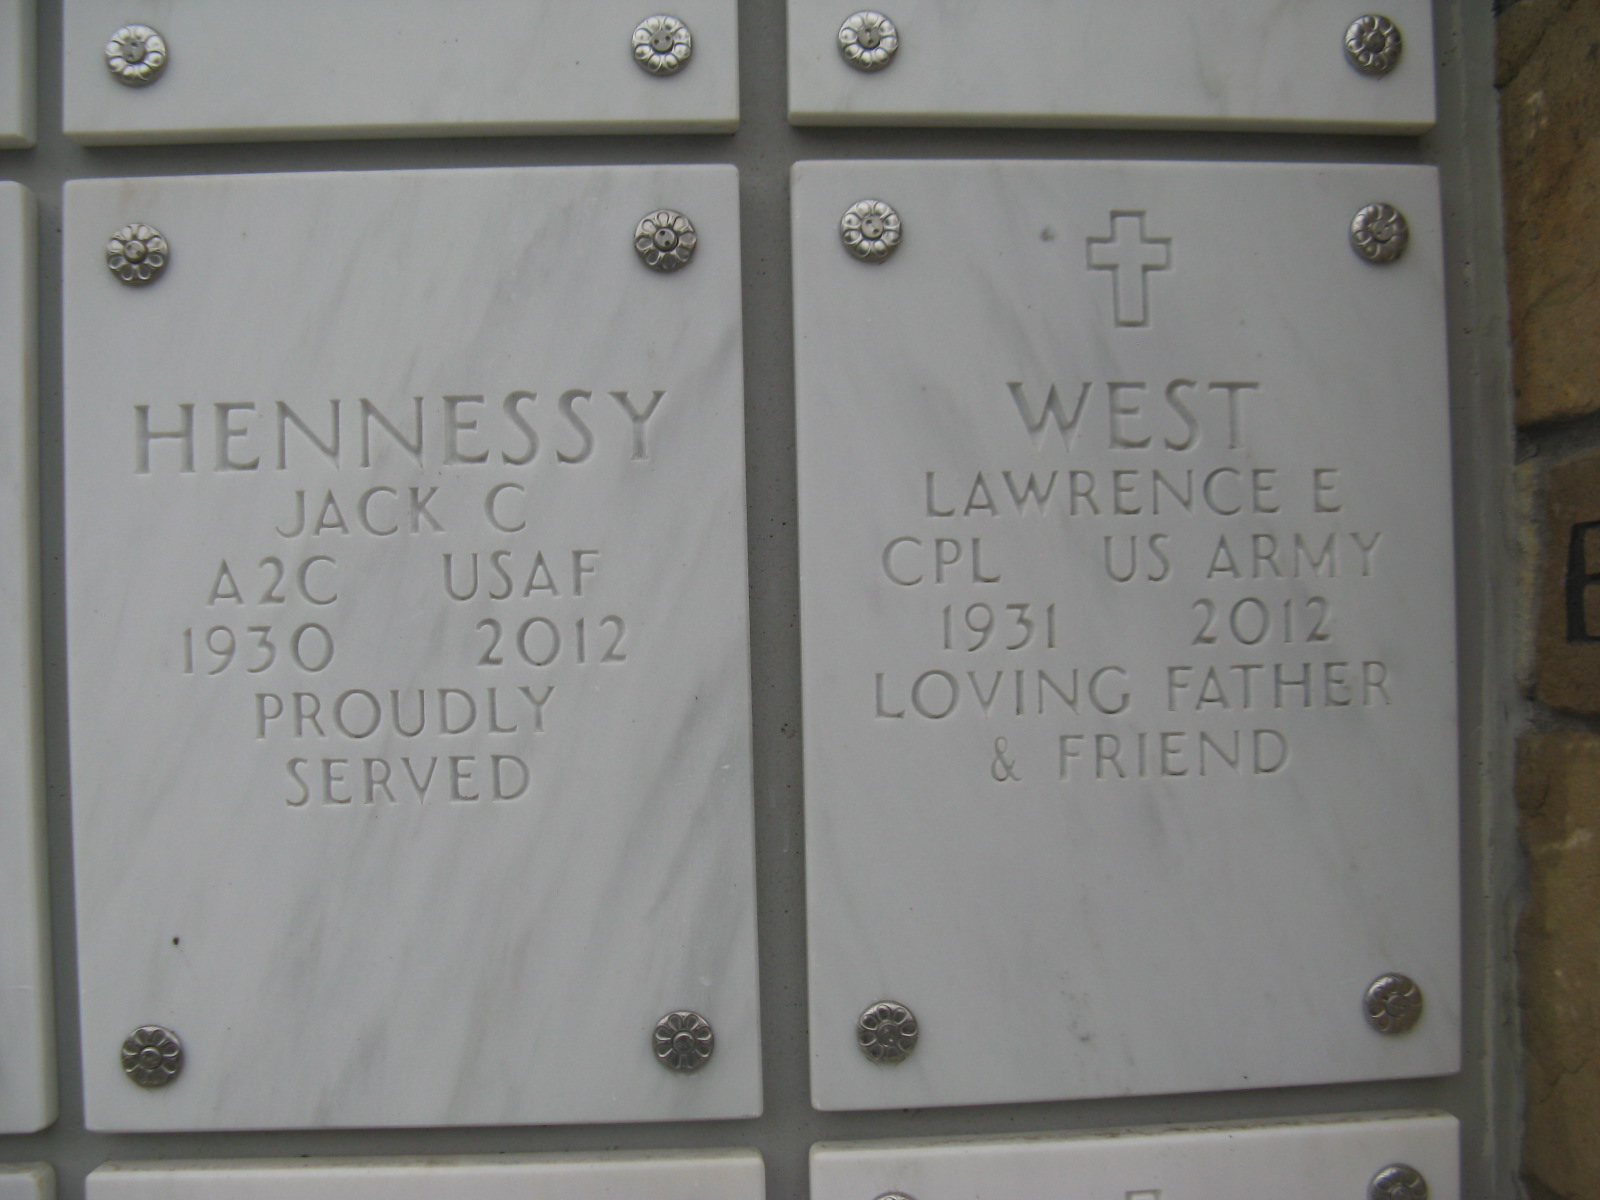 HENNESSY
JACK C
A2C USAF
1930 2012
PROUDLY
SERVED
WEST
LAWRENCE E
CPL US ARMY
1931 2012
LOVING FATHER
& FRIEND